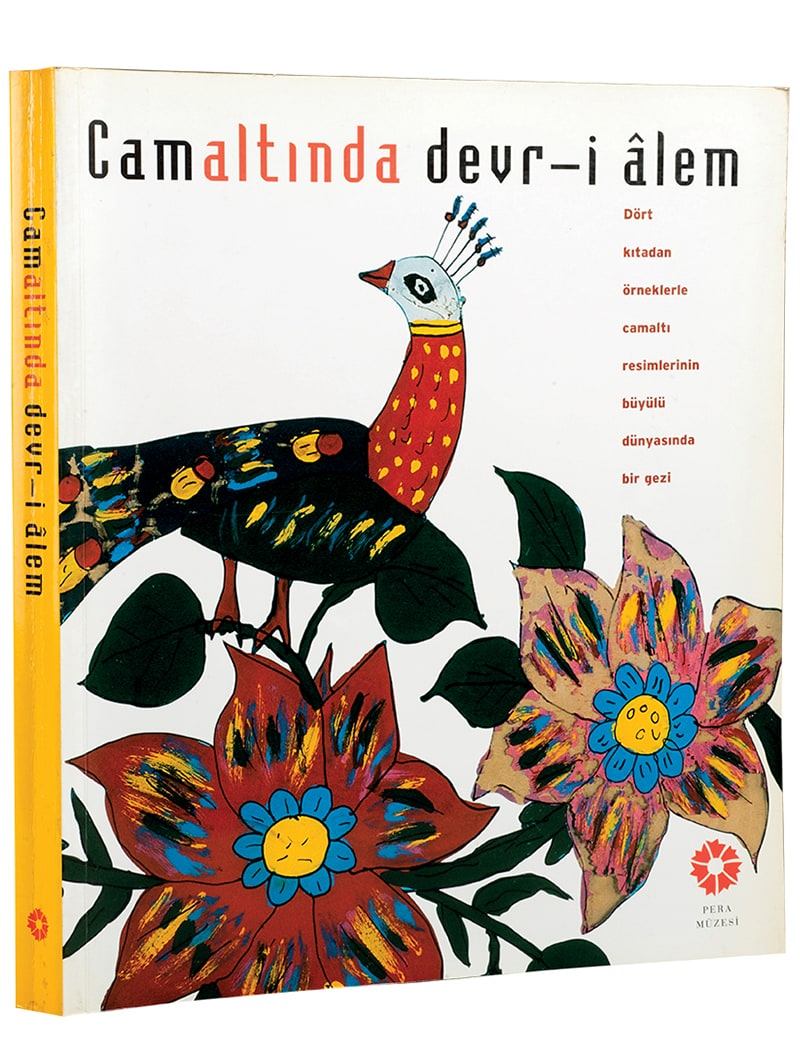 Camaltında devr–i âlem
Camaltında devr–i âlem
Dört
kıtadan
örneklerle
camaltı
resimlerinin
büyülü
dünyasında
bir gezi
PERA
MÜZESİ